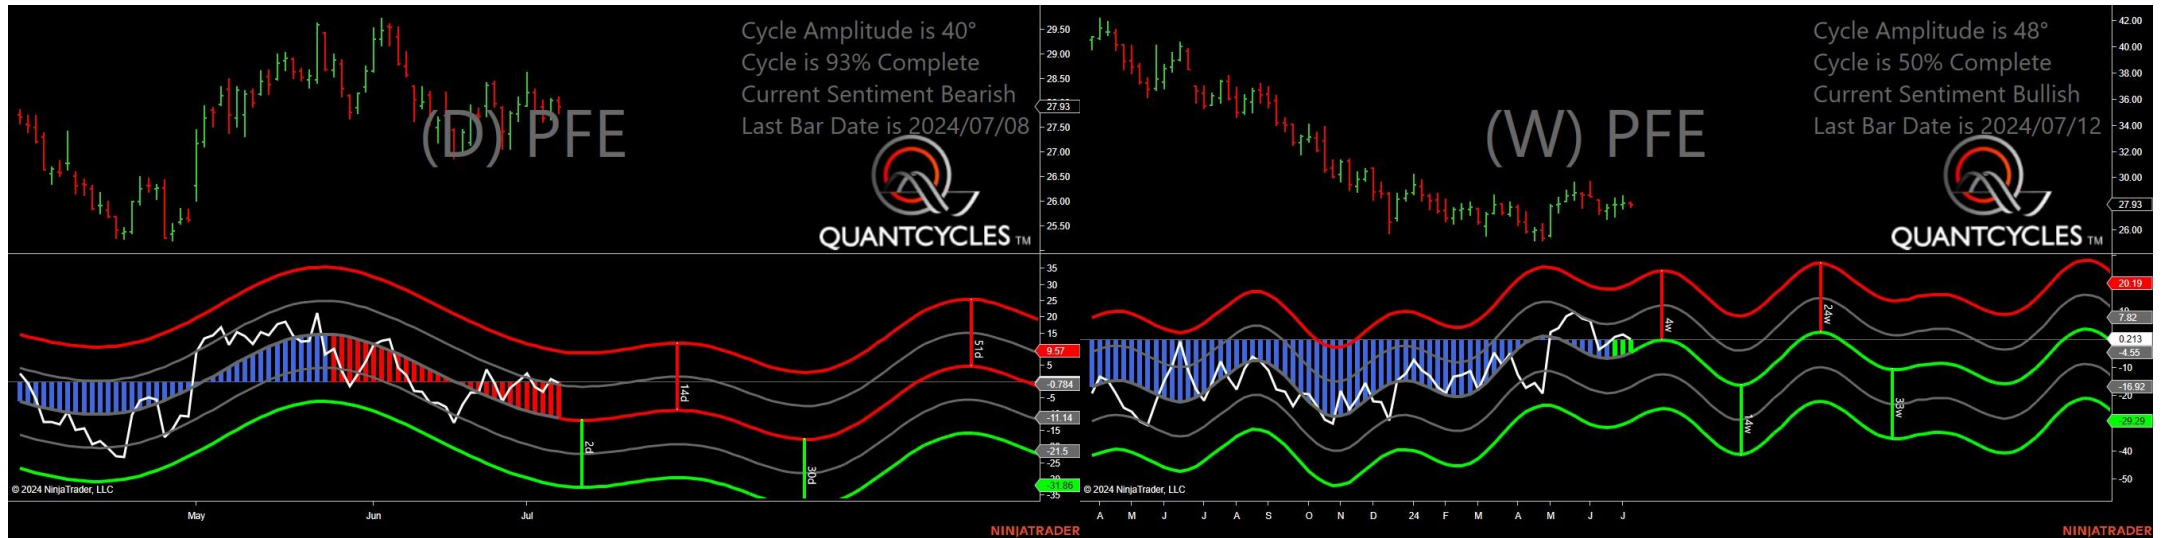 Cycle Amplitude is 40°
Cycle is 93% Complete
Current Sentiment Bearish
Last Bar Date is 2024/07/08
(D) PFE
QUANTCYCLES TM
29.50
29.00
28.50
27.93
27.50
27.00
26.50
26.00
25.50
35
30
25
20
15
9.57
5
-0.784
-5
-11.14
-15
-21.5
-25
-31.86
-35
2d
14d
30d
51d
© 2024 NinjaTrader, LLC
May
Jun
Jul
NINJATRADER
Cycle Amplitude is 48°
Cycle is 50% Complete
Current Sentiment Bullish
Last Bar Date is 2024/07/12
(W) PFE
QUANTCYCLES TM
42.00
40.00
38.00
36.00
34.00
32.00
30.00
27.93
26.00
20.19
7.82
0.213
-4.55
-10
-16.92
-20
-29.29
-40
-50
4w
14w
24w
33w
© 2024 NinjaTrader, LLC
A M J J A S O N D 24 F M A M J J
NINJATRADER